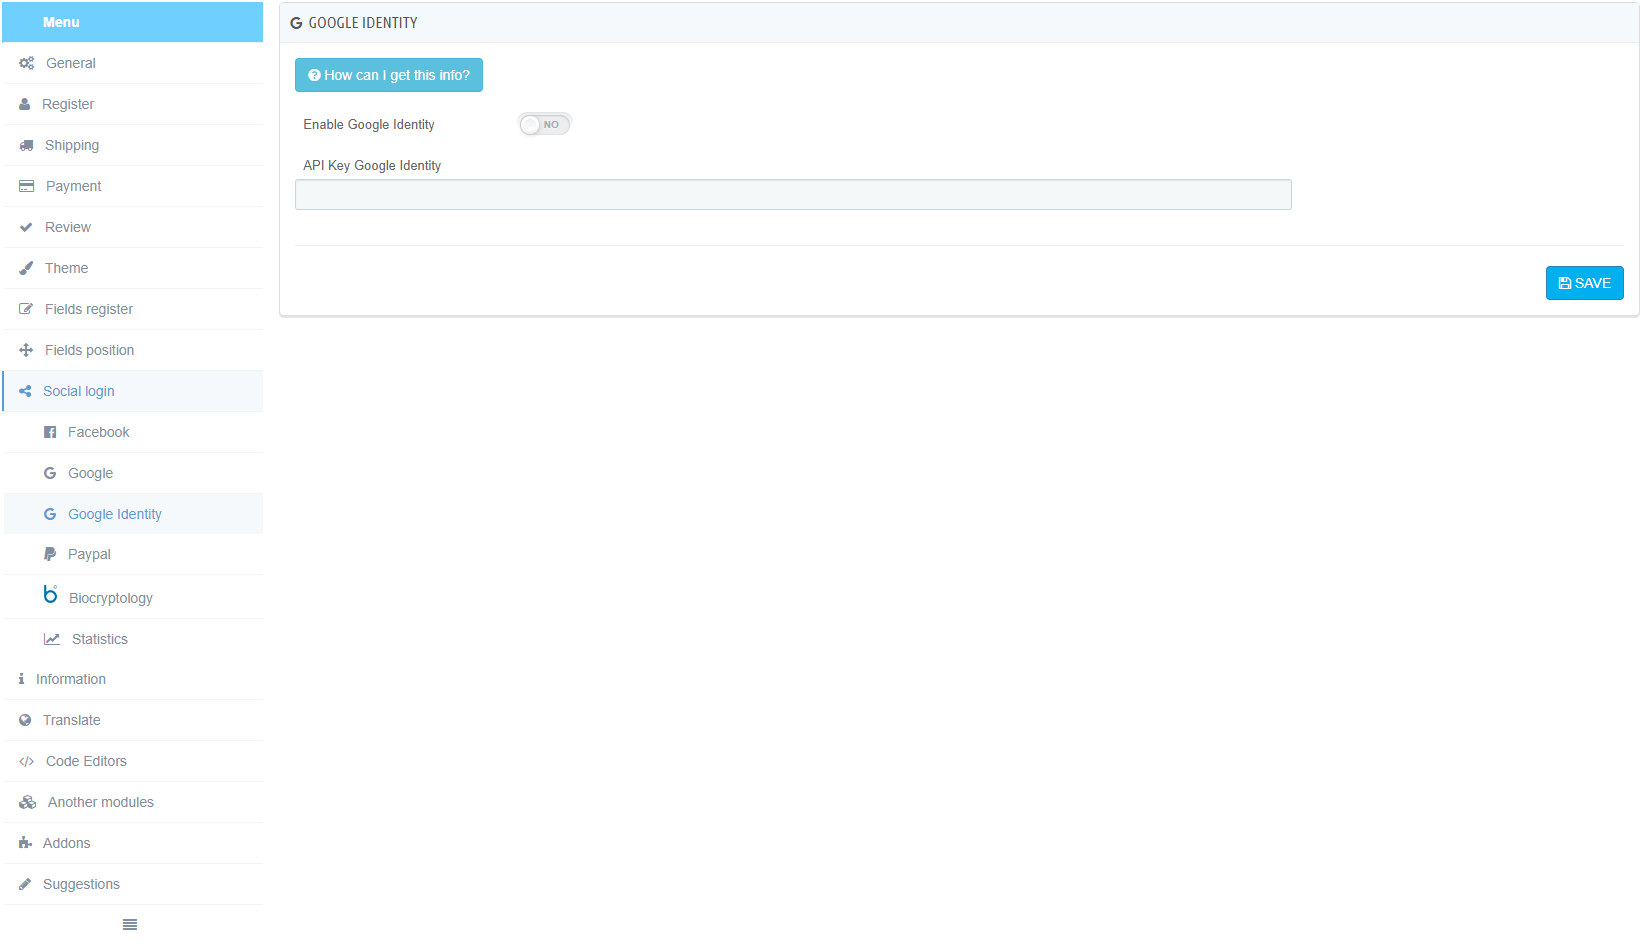 Menu
General
Register
Shipping
Payment
Review
Theme
Fields register
Fields position
Social login
Facebook
Google
Google Identity
Paypal
Biocryptology
Statistics
Information
Translate
Code Editors
Another modules
Addons
Suggestions
GOOGLE IDENTITY
How can I get this info?
Enable Google Identity
NO
API Key Google Identity
SAVE